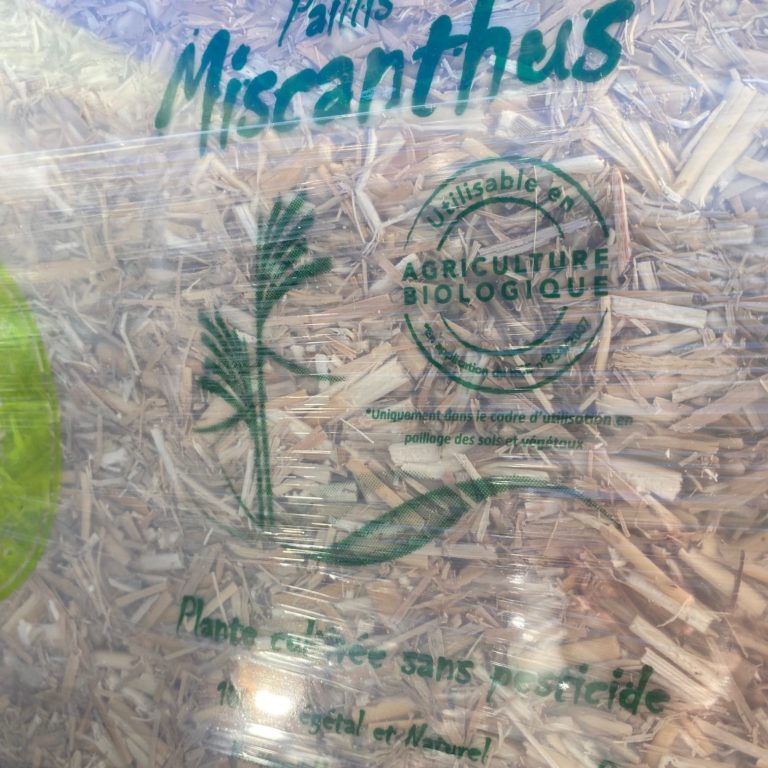 Paillis
Miscanthus
Utilisable en
AGRICULTURE
BIOLOGIQUE
*Uniquement dans le cadre d'utilisation en
paillage des sols et végétaux
Plante cultivée sans pesticide
végétal et Naturel